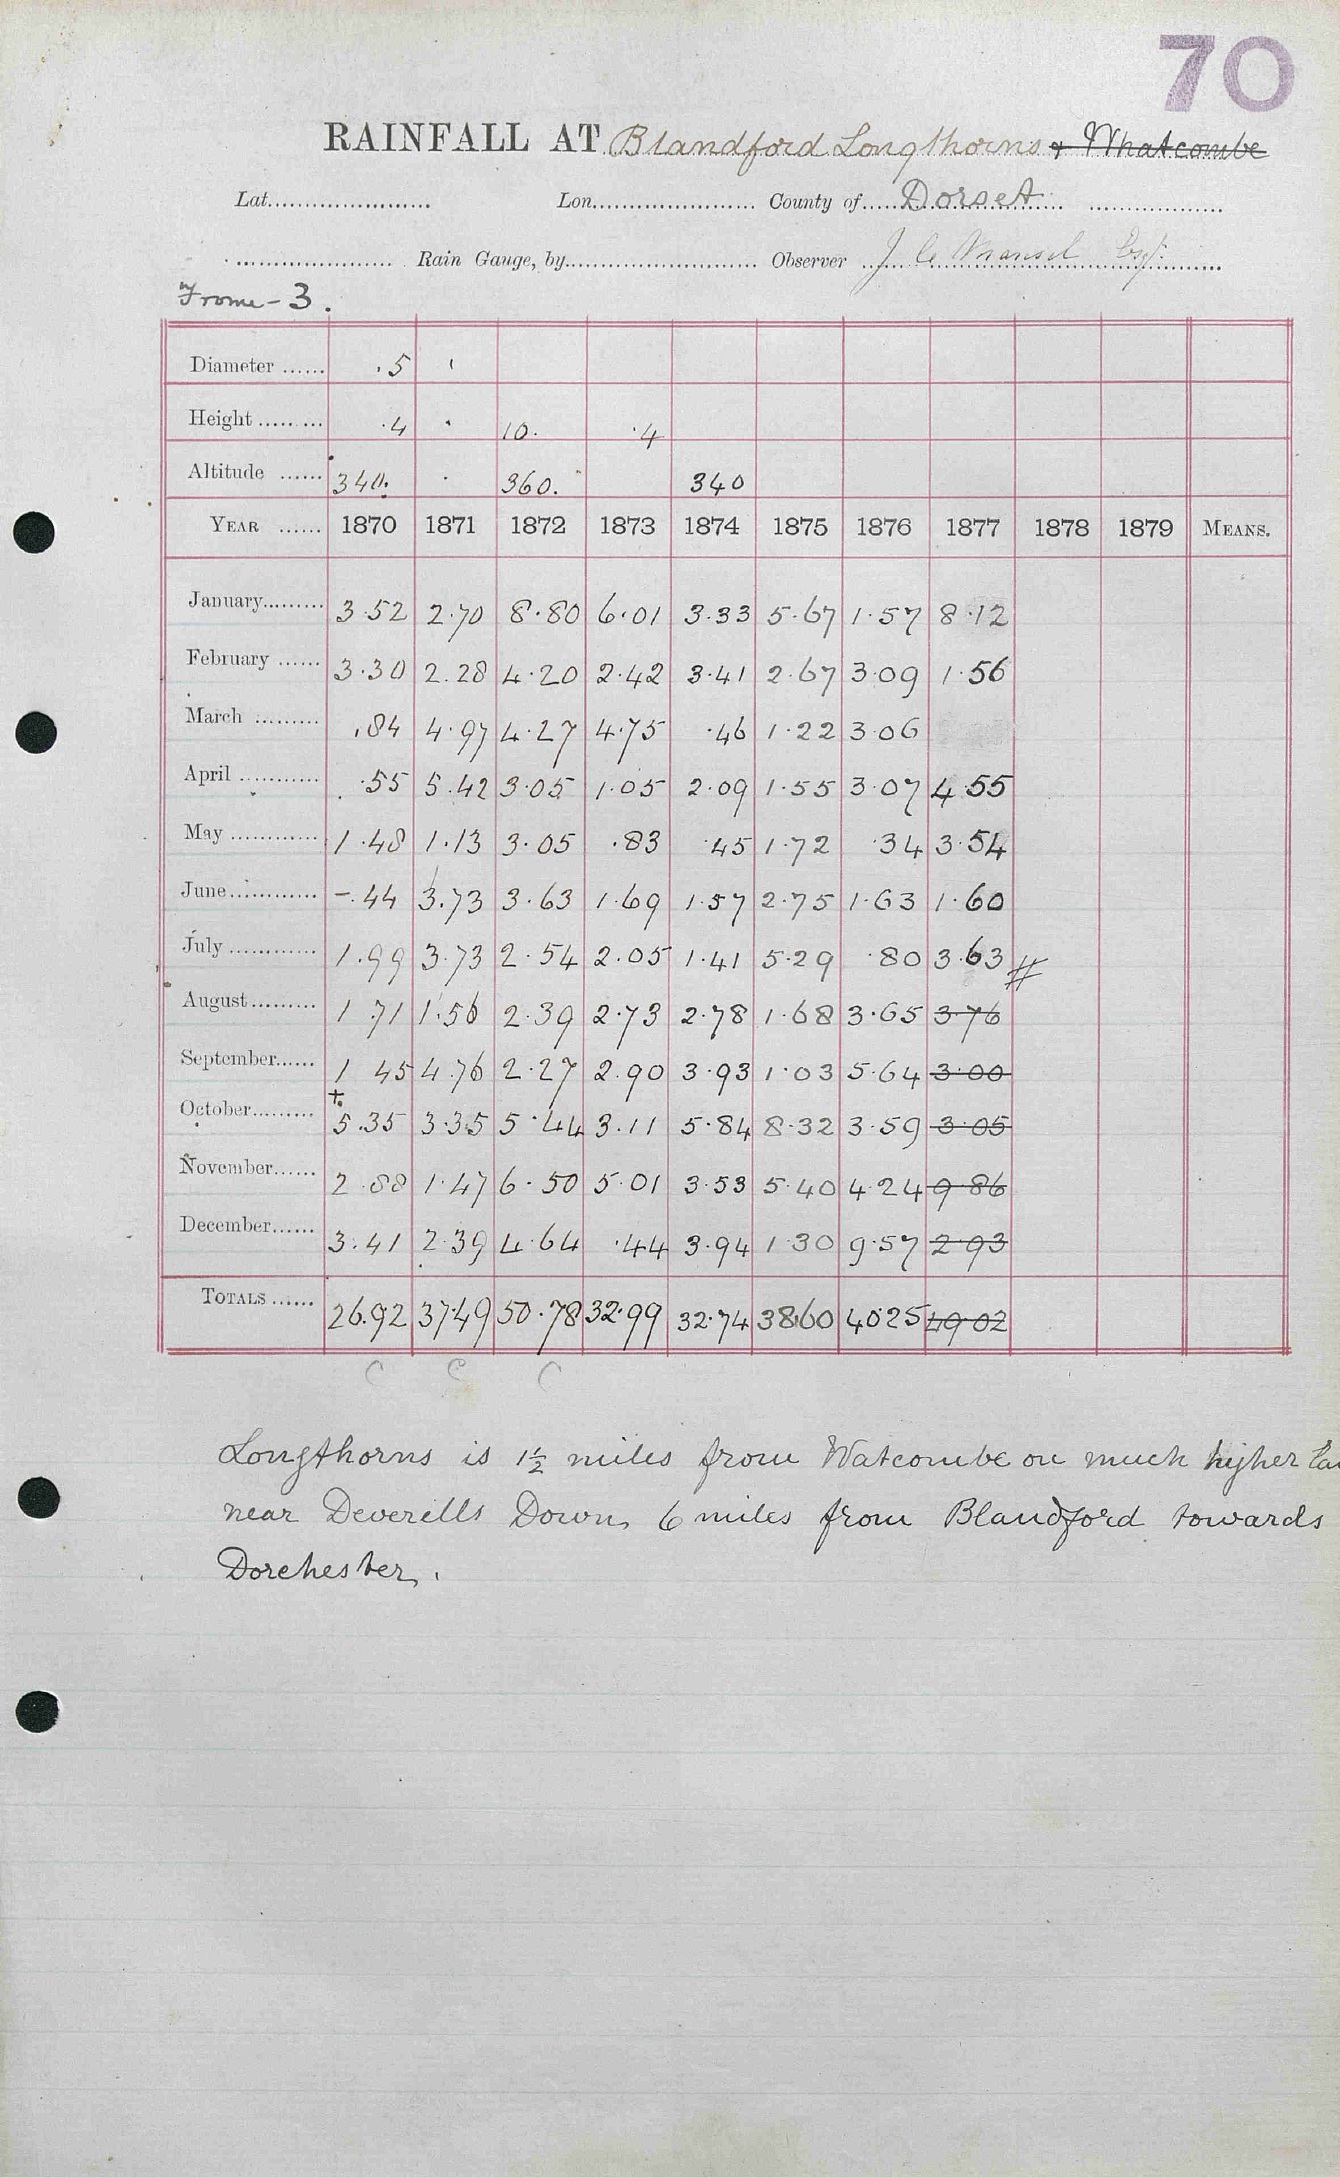 70
RAINFALL AT Blandford Longthorns & Whatcombe
Lat. Lon. County of Dorset
Rain Gauge, by Observer J C Mansel Esq.
Frome - 3.
Diameter .5 '
Height .4 · 10. .4
Altitude 340. · 360. 340
YEAR 1870 1871 1872 1873 1874 1875 1876 1877 1878 1879 MEANS.
January 3.52 2.70 8.80 6.01 3.33 5.67 1.57 8.12
February 3.30 2.28 4.20 2.42 3.41 2.67 3.09 1.56
March .84 4.97 4.27 4.75 .46 1.22 3.06
April .55 5.42 3.05 1.05 2.09 1.55 3.07 4.55
May 1.48 1.13 3.05 .83 .45 1.72 .34 3.54
June -.44 3.73 3.63 1.69 1.57 2.75 1.63 1.60
July 1.99 3.73 2.54 2.05 1.41 5.29 .80 3.63 #
August 1.71 1.56 2.39 2.73 2.78 1.68 3.65 3.76
September 1 45 4.76 2.27 2.90 3.93 1.03 5.64 3.00
October +. 5.35 3.35 5.44 3.11 5.84 8.32 3.59 3.05
November 2.88 1.47 6.50 5.01 3.53 5.40 4.24 9.86
December 3.41 2.39 4.64 .44 3.94 1.30 9.57 2.93
TOTALS 26.92 37.49 50.78 32.99 32.74 38.60 40.25 49.02
C C C
Longthorns is 1½ miles from Watcombe on much higher
near Deverells Down, 6 miles from Blandford towards
Dorchester.